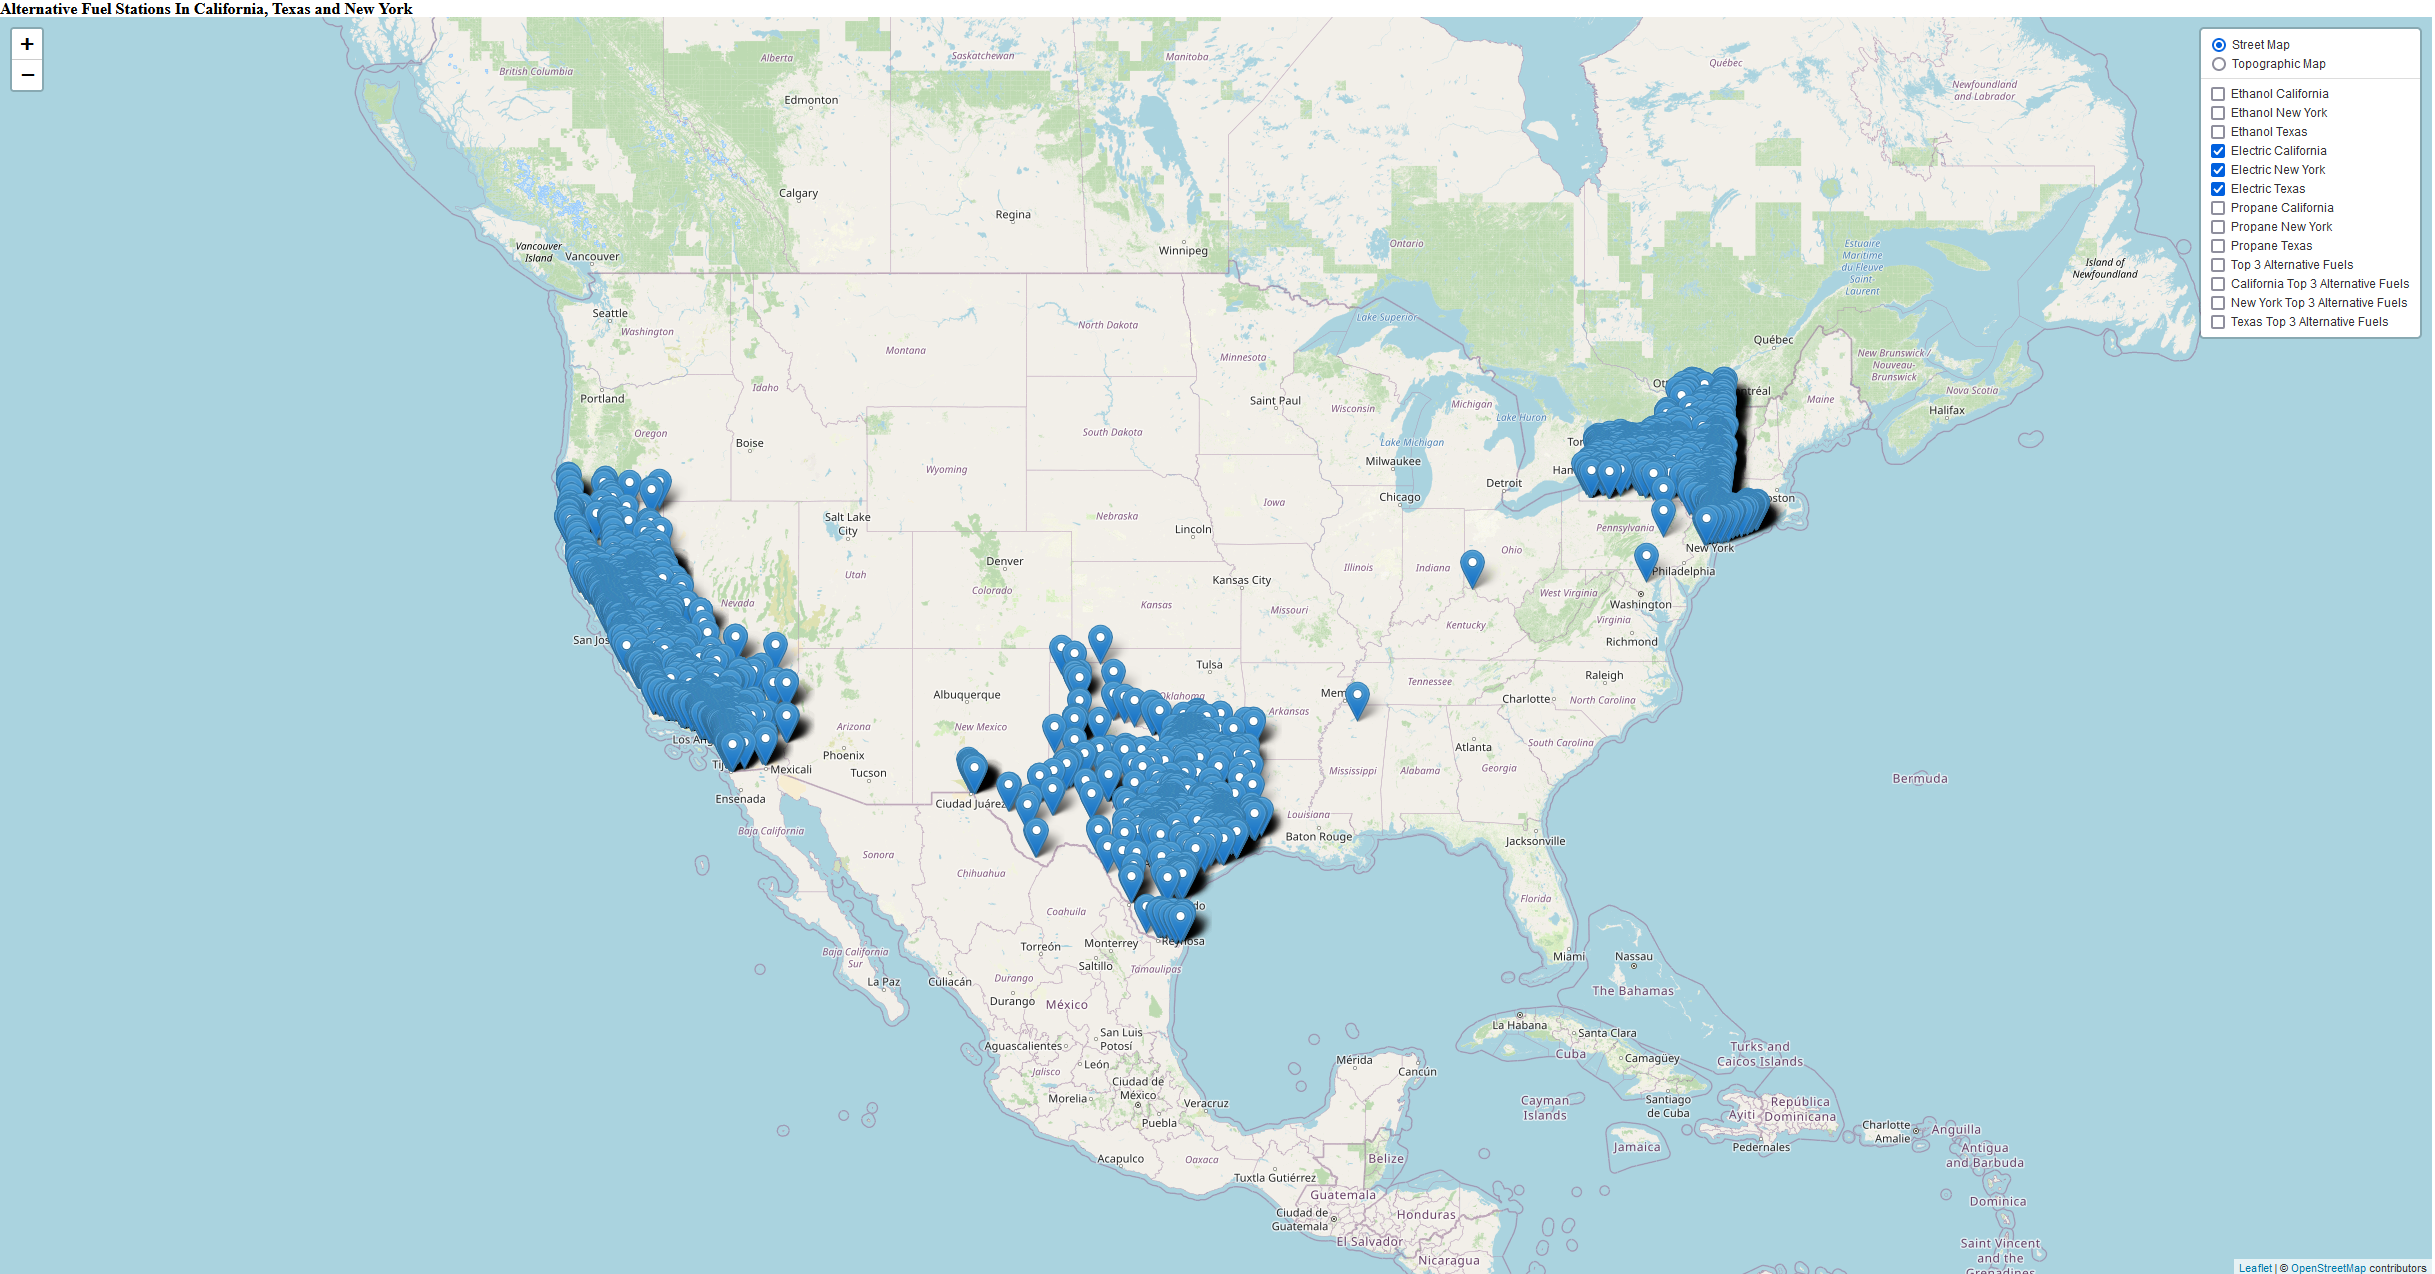 Alternative Fuel Stations In California, Texas and New York
+
−
Street Map
Topographic Map
Ethanol California
Ethanol New York
Ethanol Texas
Electric California
Electric New York
Electric Texas
Propane California
Propane New York
Propane Texas
Top 3 Alternative Fuels
California Top 3 Alternative Fuels
New York Top 3 Alternative Fuels
Texas Top 3 Alternative Fuels
British Columbia
Alberta
Saskatchewan
Manitoba
Québec
Newfoundland
and Labrador
Edmonton
Calgary
Regina
Winnipeg
Ontario
Vancouver
Island
Vancouver
Estuaire
Maritime
du Fleuve
Saint-
Laurent
Island of
Newfoundland
Seattle
Washington
North Dakota
Lake Superior
Montana
Minnesota
Québec
New Brunswick /
Nouveau-
Brunswick
Idaho
Portland
Saint Paul
Wisconsin
Michigan
Lake Huron
Ot
ntréal
Maine
Nova Scotia
Halifax
Oregon
Boise
South Dakota
Lake Michigan
Tor
Wyoming
Milwaukee
Ham
Detroit
Chicago
oston
Salt Lake
City
Nebraska
Iowa
Lincoln
Pennsylvania
New York
Denver
Utah
Colorado
Kansas City
Illinois
Indiana
Ohio
Philadelphia
Nevada
Kansas
Missouri
West Virginia
Washington
Virginia
Kentucky
Richmond
San Jos
Tulsa
Raleigh
Albuquerque
Oklahoma
Mem
Tennessee
Charlotte
North Carolina
Arkansas
Arizona
New Mexico
Los Ang
Phoenix
Atlanta
South Carolina
Tij
Mexicali
Tucson
Mississippi
Alabama
Georgia
Bermuda
Ensenada
Ciudad Juárez
Louisiana
Baja California
Baton Rouge
Jacksonville
Sonora
Chihuahua
Florida
Coahuila
do
Reynosa
Torreón
Monterrey
Baja California
Sur
Saltillo
Tamaulipas
Miami
Nassau
La Paz
Culiacán
Durango
Durango
México
The Bahamas
La Habana
Santa Clara
San Luis
Potosí
Aguascalientes
Cuba
Camagüey
Turks and
Caicos Islands
León
Jalisco
Mérida
Cancún
Ciudad de
México
Morelia
Veracruz
Cayman
Islands
Santiago
de Cuba
República
Dominicana
Ayiti
Puebla
Jamaica
Pedernales
Charlotte
Amalie
Anguilla
Acapulco
Oaxaca
Belize
Antigua
and Barbuda
Tuxtla Gutiérrez
Guatemala
Dominica
Ciudad de
Guatemala
Honduras
El Salvador
Saint Vincent
and the
Grenadines
Nicaragua
Leaflet | © OpenStreetMap contributors